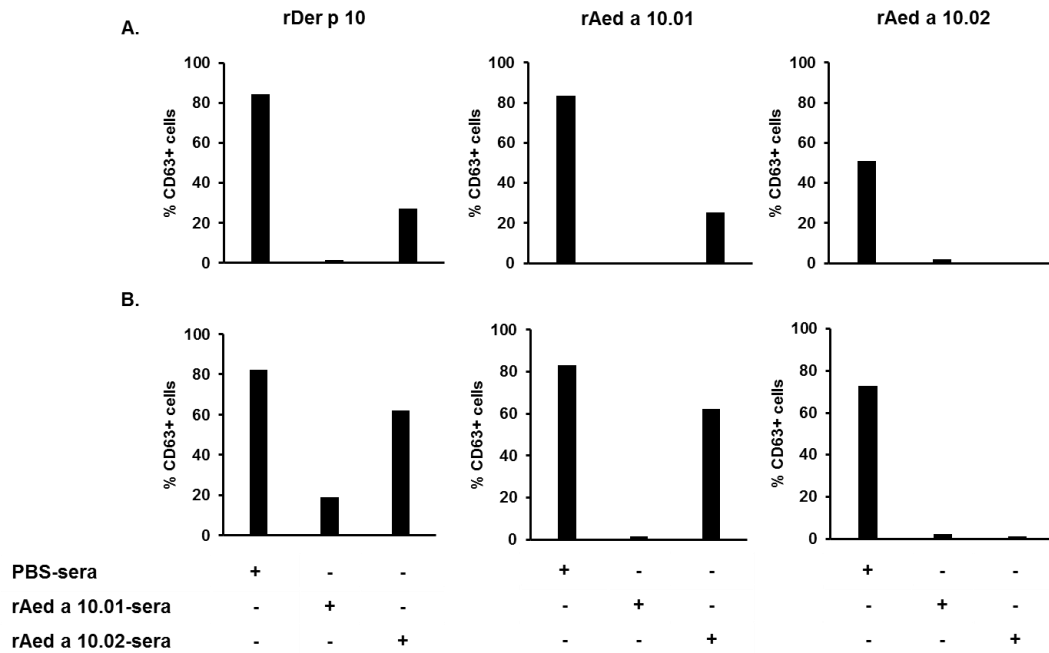 A.
rDer p 10
rAed a 10.01
rAed a 10.02
% CD63+ cells
100
80
60
40
20
0
% CD63+ cells
100
80
60
40
20
0
% CD63+ cells
100
80
60
40
20
0
B.
% CD63+ cells
100
80
60
40
20
0
% CD63+ cells
100
80
60
40
20
0
% CD63+ cells
100
80
60
40
20
0
PBS-sera + - - + - - + - -
rAed a 10.01-sera - + - - + - - + -
rAed a 10.02-sera - - + - - + - - +